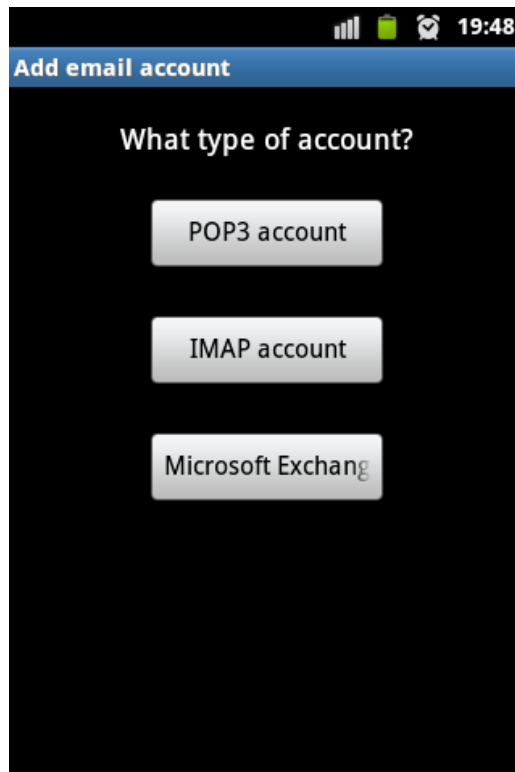 19:48
Add email account
What type of account?
POP3 account
IMAP account
Microsoft Exchang